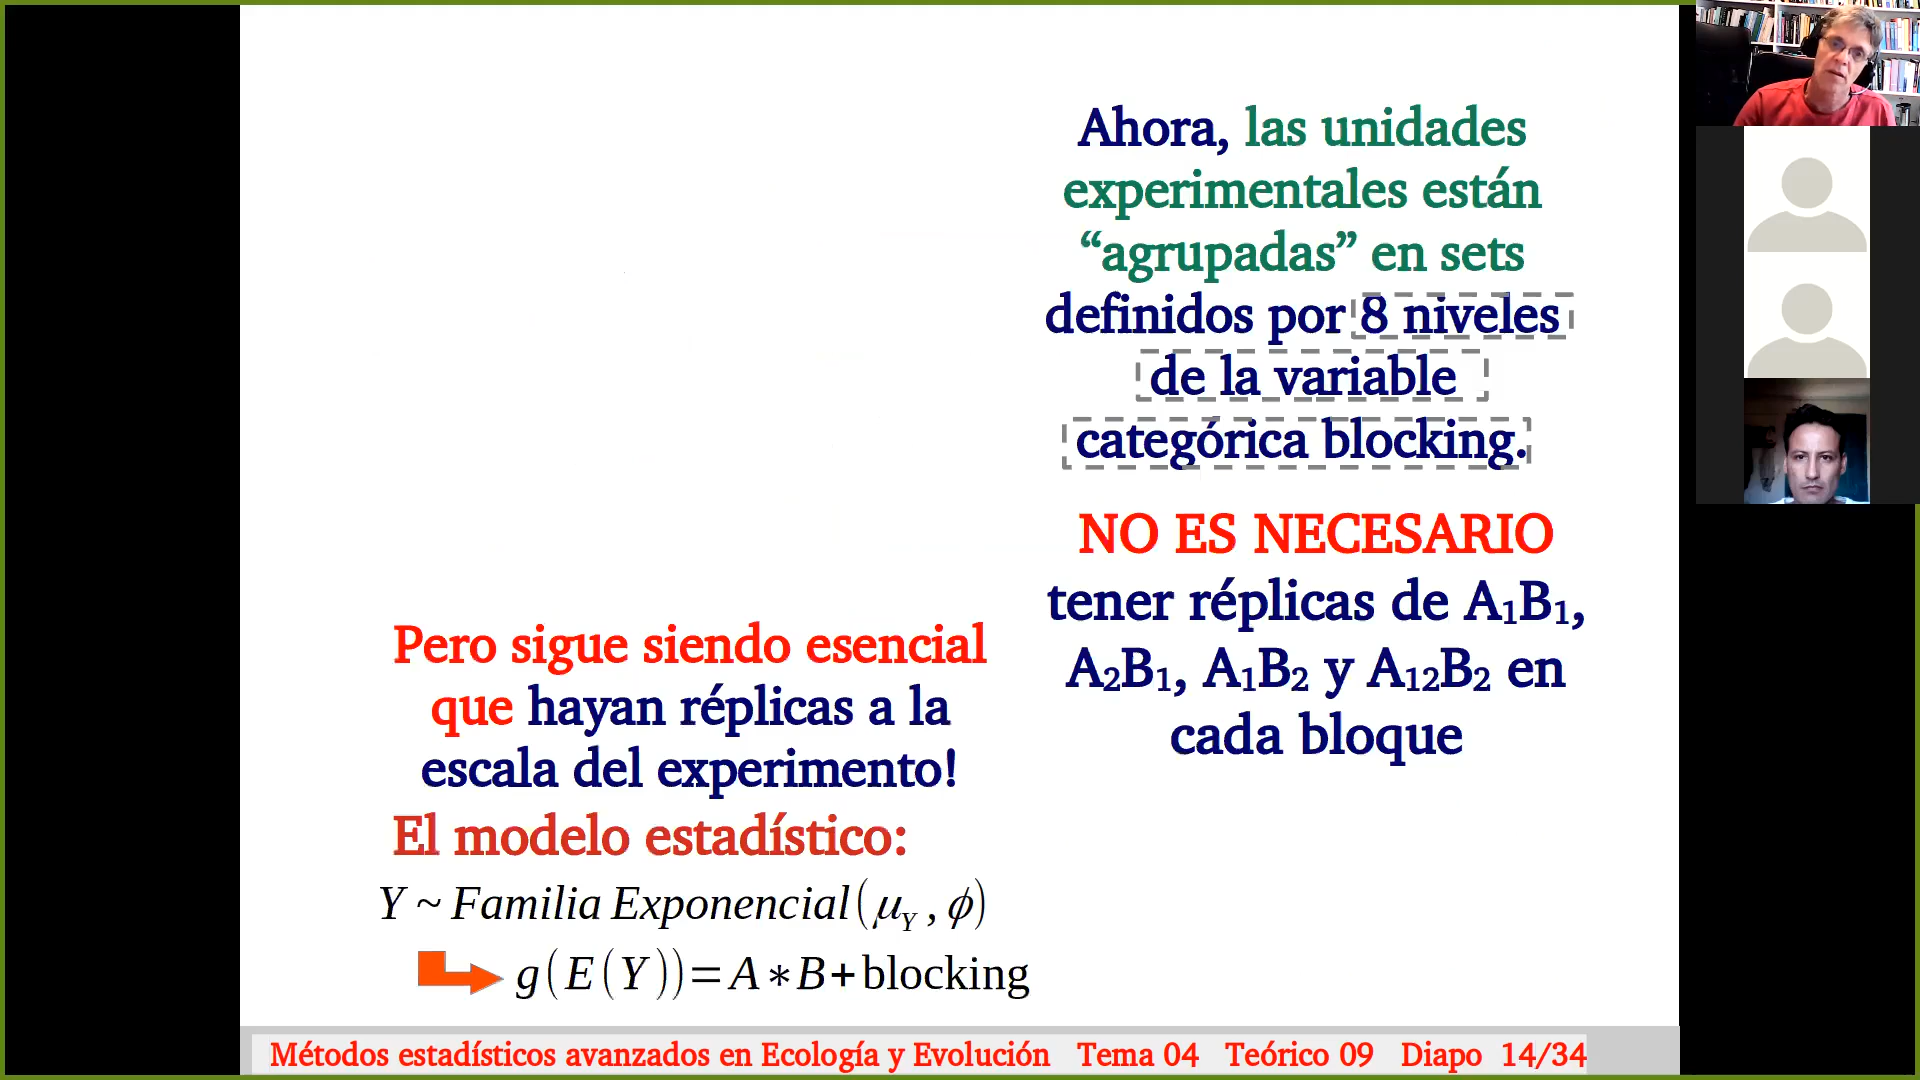 Ahora, las unidades
experimentales están
“agrupadas” en sets
definidos por 8 niveles
de la variable
categórica blocking.
NO ES NECESARIO
tener réplicas de A₁B₁,
A₂B₁, A₁B₂ y A₁₂B₂ en
cada bloque
Pero sigue siendo esencial
que hayan réplicas a la
escala del experimento!
El modelo estadístico:
Y ~ Familia Exponencial(μ_Y, ϕ)
g(E(Y))=A∗B+blocking
Métodos estadísticos avanzados en Ecología y Evolución Tema 04 Teórico 09 Diapo 14/34